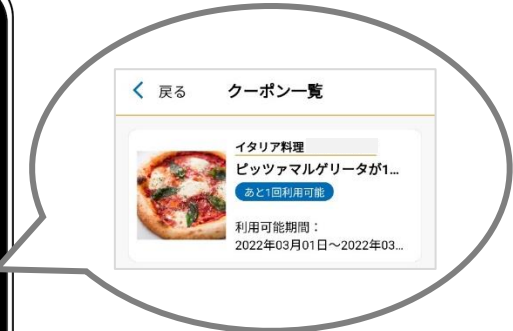 戻る クーポン一覧
イタリア料理
ピッツァマルゲリータが1...
あと1回利用可能
利用可能期間：
2022年03月01日～2022年03...